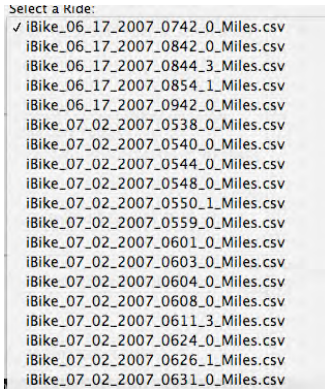 Select a Ride:
✓ iBike_06_17_2007_0742_0_Miles.csv
iBike_06_17_2007_0842_0_Miles.csv
iBike_06_17_2007_0844_3_Miles.csv
iBike_06_17_2007_0854_1_Miles.csv
iBike_06_17_2007_0942_0_Miles.csv
iBike_07_02_2007_0538_0_Miles.csv
iBike_07_02_2007_0540_0_Miles.csv
iBike_07_02_2007_0544_0_Miles.csv
iBike_07_02_2007_0548_0_Miles.csv
iBike_07_02_2007_0550_1_Miles.csv
iBike_07_02_2007_0559_0_Miles.csv
iBike_07_02_2007_0601_0_Miles.csv
iBike_07_02_2007_0603_0_Miles.csv
iBike_07_02_2007_0604_0_Miles.csv
iBike_07_02_2007_0608_0_Miles.csv
iBike_07_02_2007_0611_3_Miles.csv
iBike_07_02_2007_0624_0_Miles.csv
iBike_07_02_2007_0626_1_Miles.csv
iBike_07_02_2007_0631_0_Miles.csv